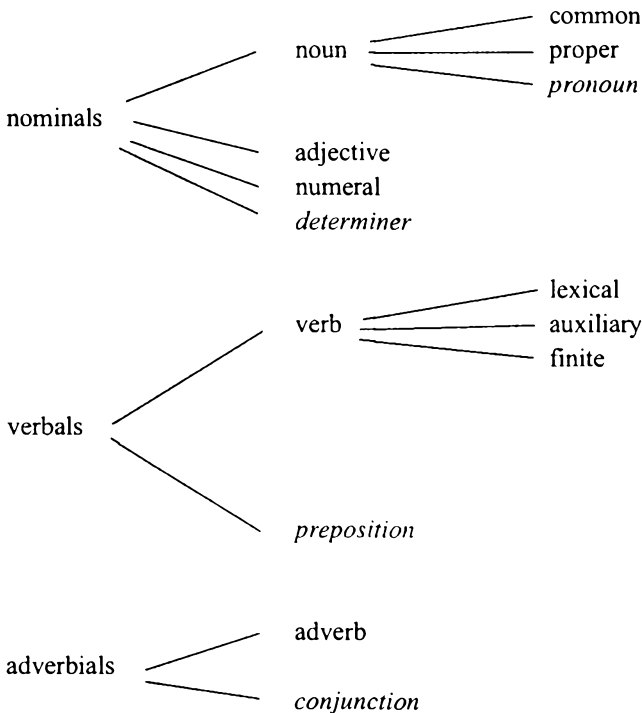 common
noun proper
pronoun
nominals
adjective
numeral
determiner
lexical
verb auxiliary
finite
verbals
preposition
adverb
adverbials
conjunction